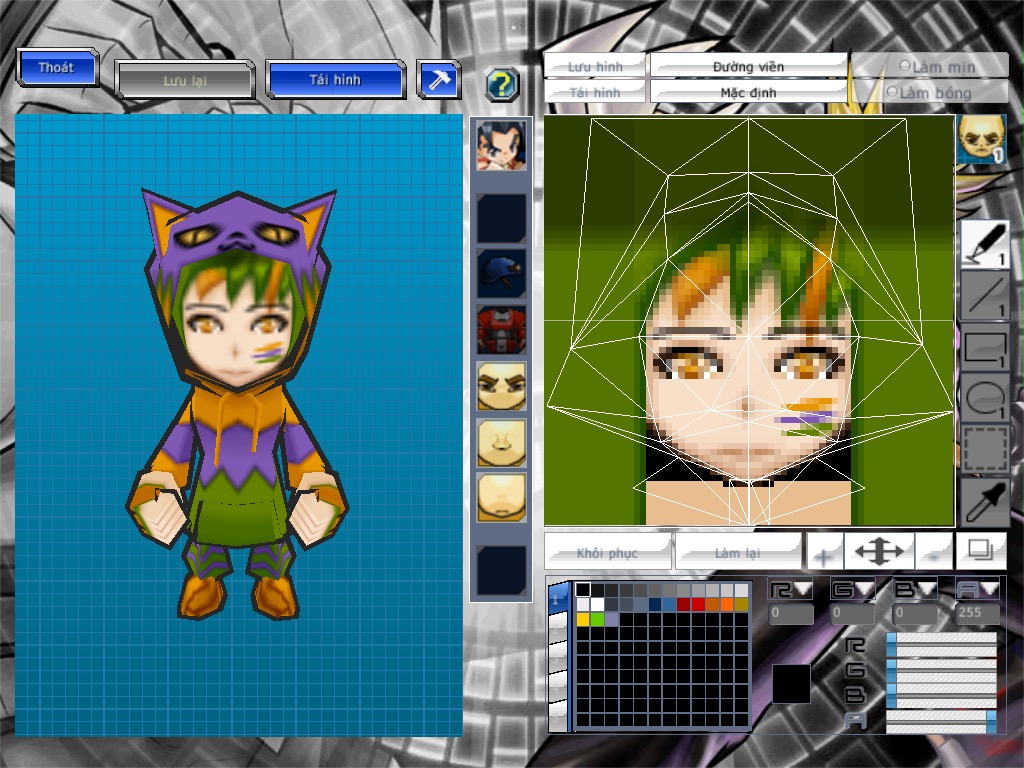 Thoát
Lưu lại
Tải hình
?
Lưu hình
Đường viền
Làm mịn
Tải hình
Mặc định
Làm bóng
1
1
1
1
1
Khôi phục
Làm lại
1
R
G
B
A
0
0
0
255
R
G
B
A